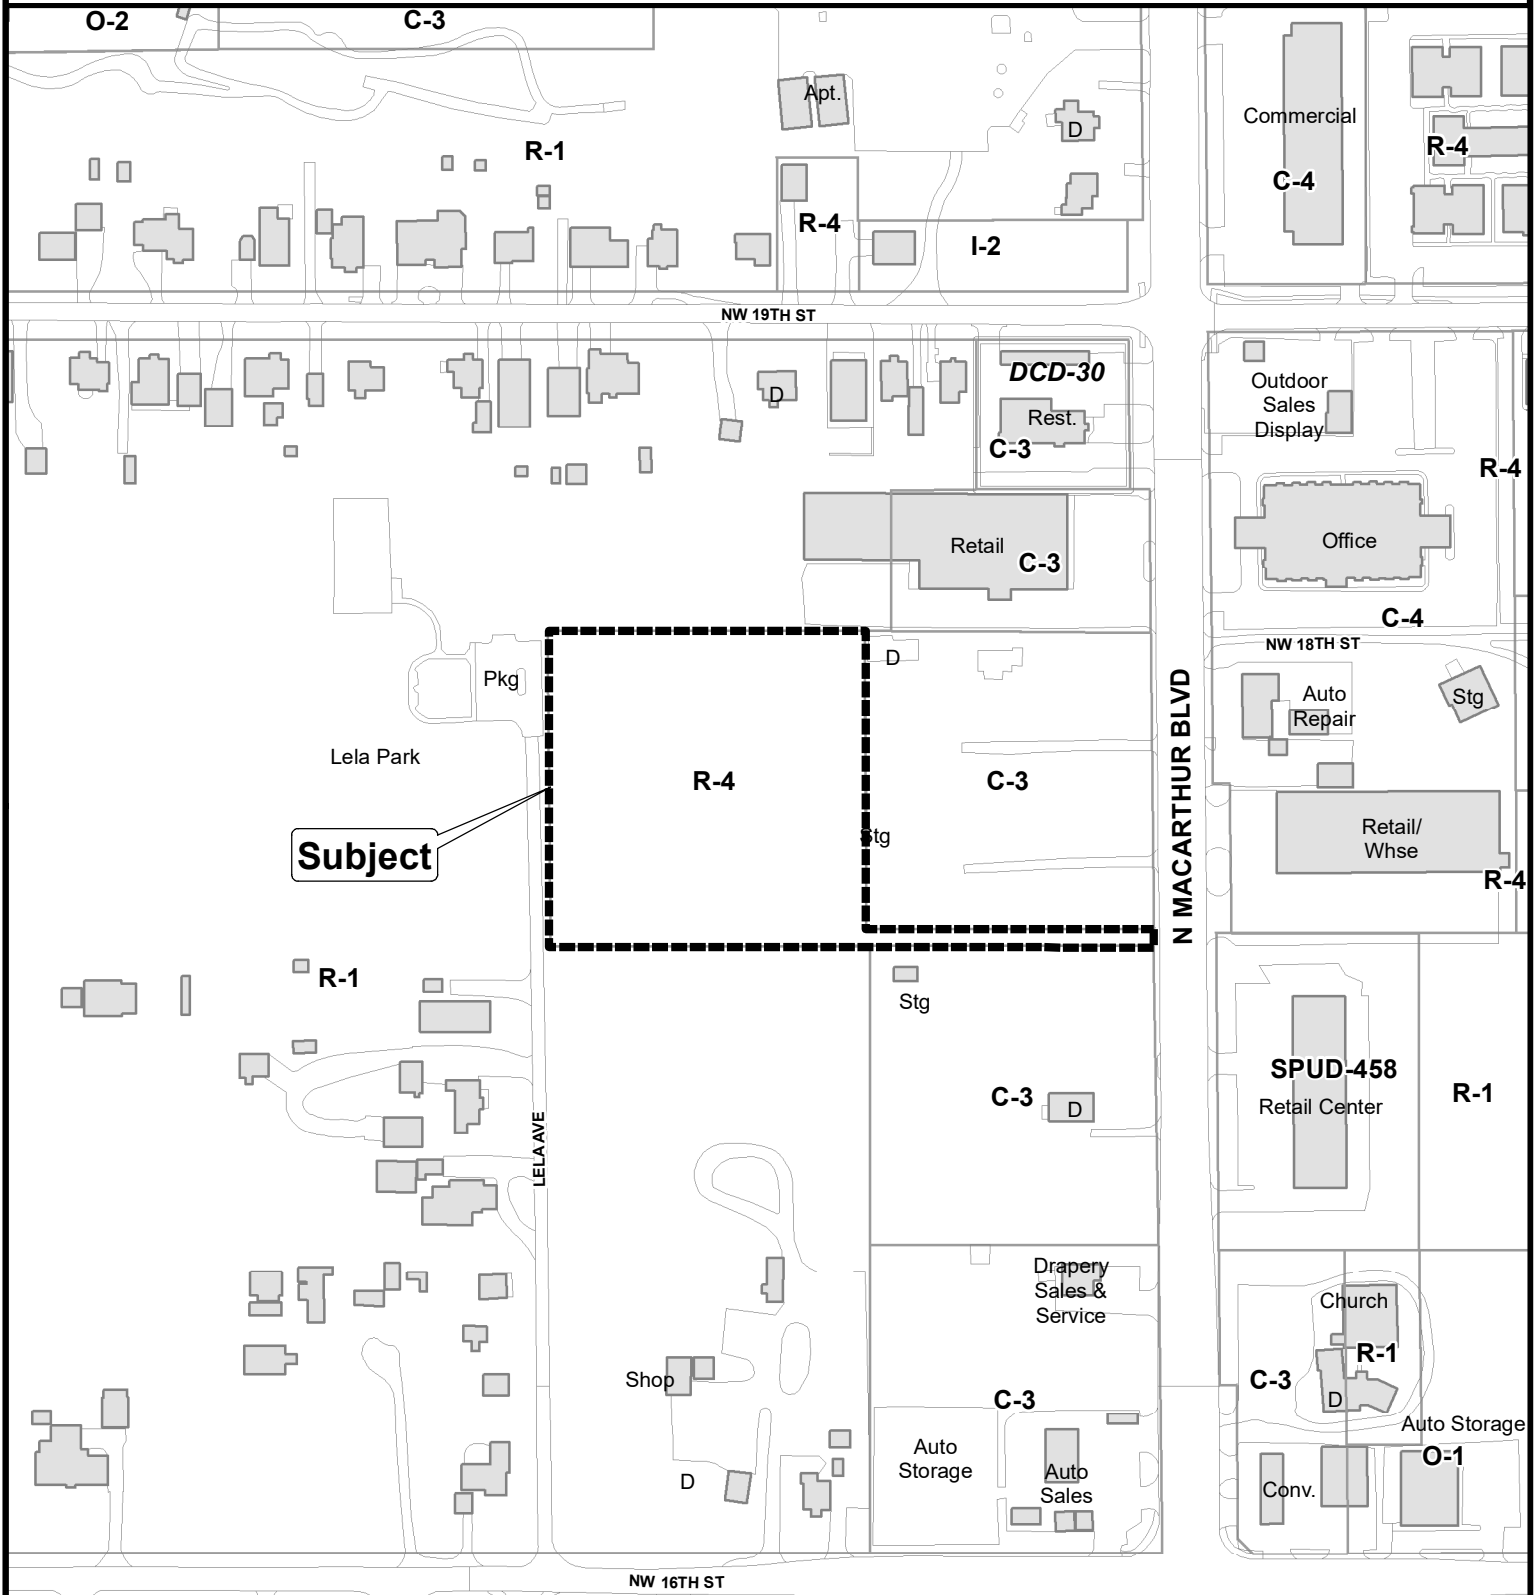 O-2
C-3
Apt.
D
Commercial
R-4
R-1
C-4
R-4
I-2
NW 19TH ST
DCD-30
D
Rest.
C-3
Outdoor
Sales
Display
R-4
Retail
C-3
Office
C-4
NW 18TH ST
D
Pkg
Auto
Repair
Stg
Lela Park
R-4
C-3
N MACARTHUR BLVD
Stg
Retail/
Whse
Subject
R-4
R-1
Stg
C-3
D
SPUD-458
Retail Center
R-1
LELA AVE
Drapery
Sales &
Service
Church
R-1
Shop
C-3
C-3
D
Auto Storage
Auto
Storage
O-1
Auto
Sales
D
Conv.
NW 16TH ST